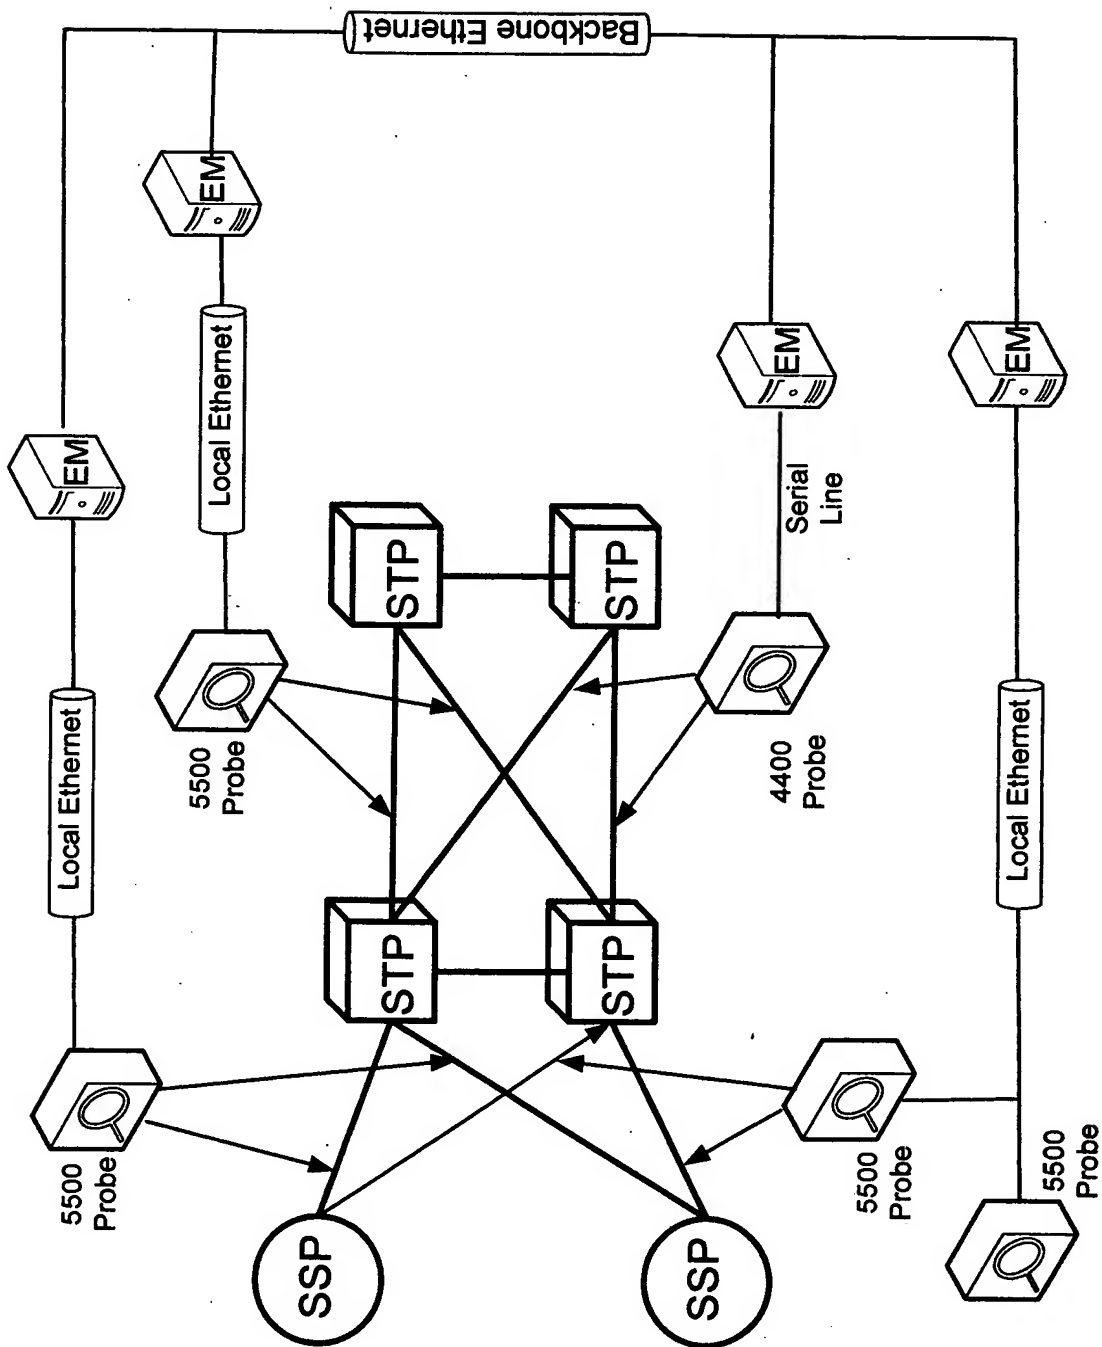 Backbone Ethernet
EM
EM
EM
EM
Local Ethernet
Local Ethernet
Serial
Line
Local Ethernet
STP
STP
STP
STP
5500
Probe
5500
Probe
4400
Probe
5500
Probe
5500
Probe
SSP
SSP